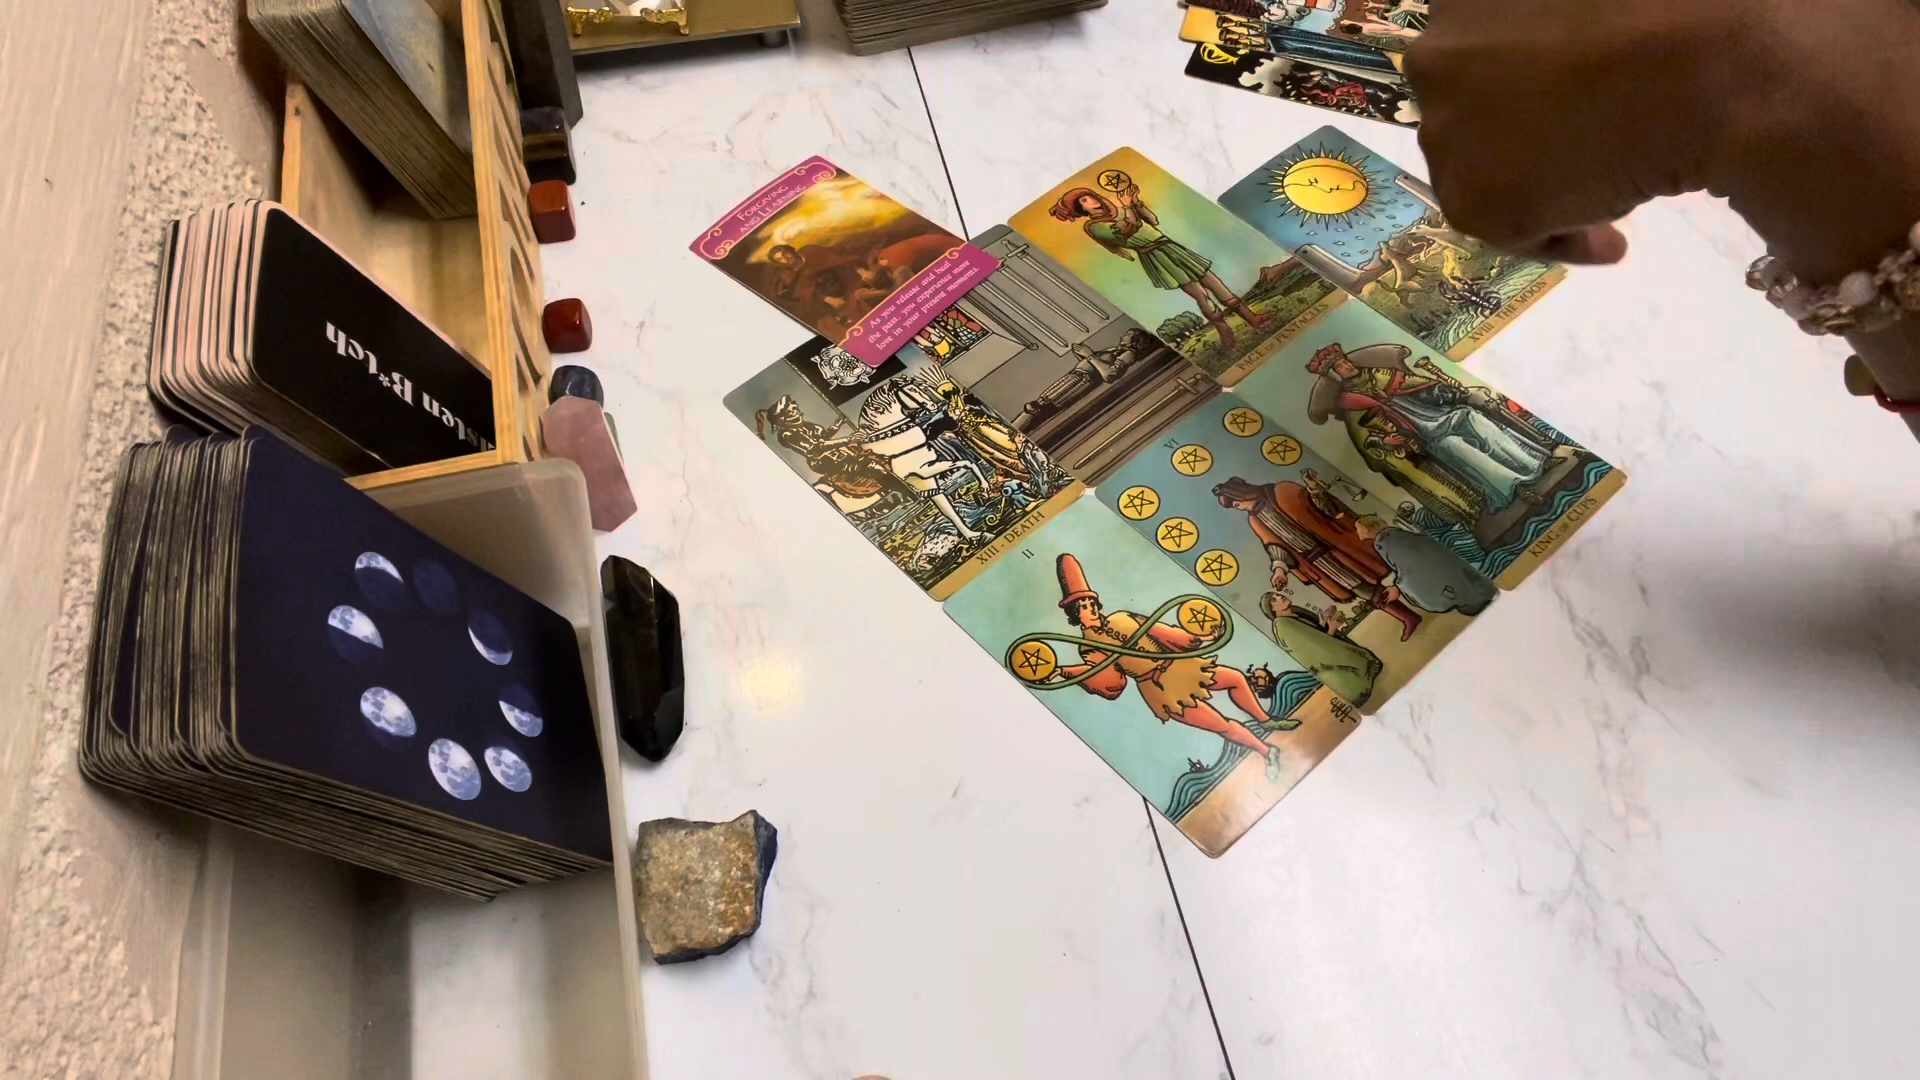 FORGIVING
AND LEARNING
As you release and heal
the past, you experience more
love in your present moments.
PAGE OF PENTACLES
XVIII THE MOON
KING OF CUPS
VI
XIII - DEATH
II
Listen B*tch